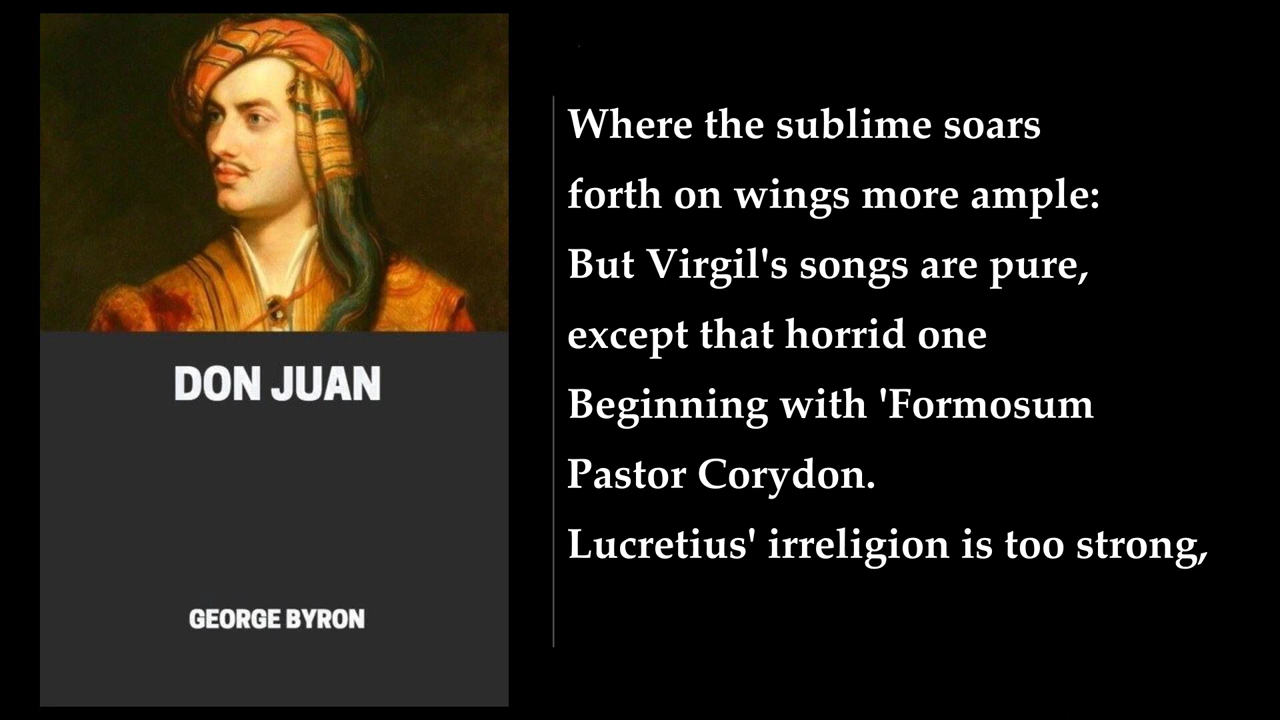 DON JUAN
GEORGE BYRON
Where the sublime soars
forth on wings more ample:
But Virgil's songs are pure,
except that horrid one
Beginning with 'Formosum
Pastor Corydon.
Lucretius' irreligion is too strong,